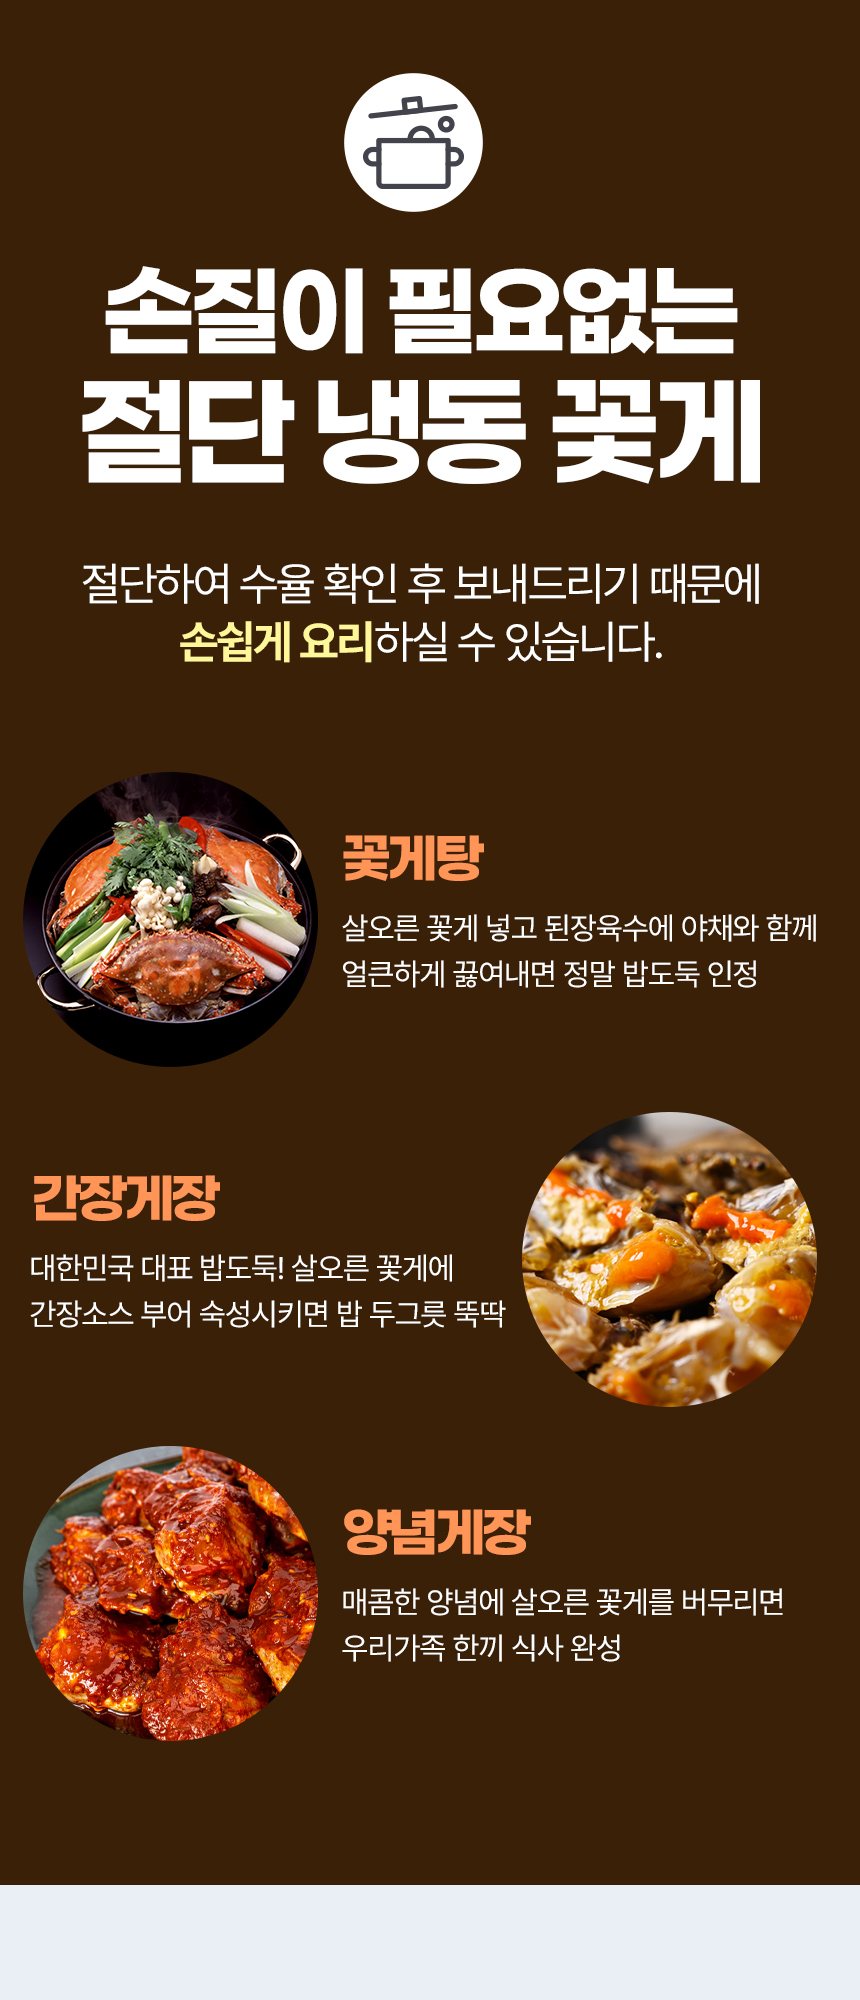 손질이 필요없는
절단 냉동 꽃게
절단하여 수율 확인 후 보내드리기 때문에
손쉽게 요리하실 수 있습니다.
꽃게탕
살오른 꽃게 넣고 된장육수에 야채와 함께
얼큰하게 끓여내면 정말 밥도둑 인정
간장게장
대한민국 대표 밥도둑! 살오른 꽃게에
간장소스 부어 숙성시키면 밥 두그릇 뚝딱
양념게장
매콤한 양념에 살오른 꽃게를 버무리면
우리가족 한끼 식사 완성